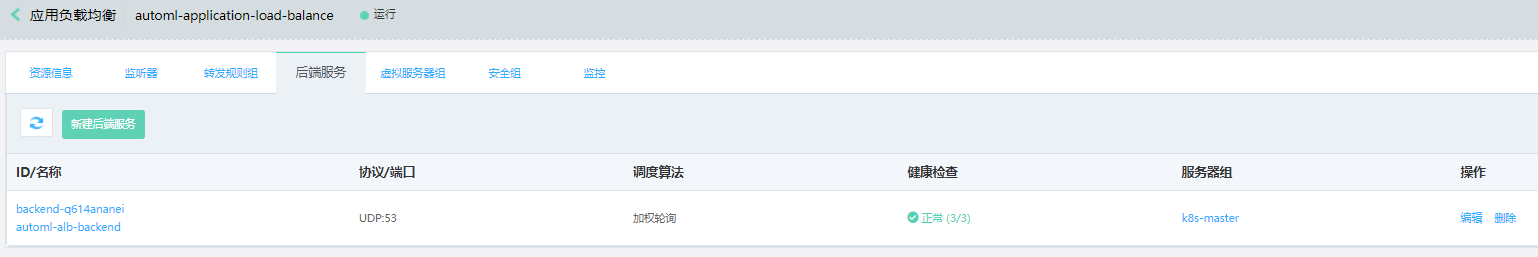 应用负载均衡 automl-application-load-balance 运行
资源信息 监听器 转发规则组 后端服务 虚拟服务器组 安全组 监控
新建后端服务
ID/名称 协议/端口 调度算法 健康检查 服务器组 操作
backend-q614ananei
automl-alb-backend
UDP:53 加权轮询 正常 (3/3) k8s-master 编辑 删除